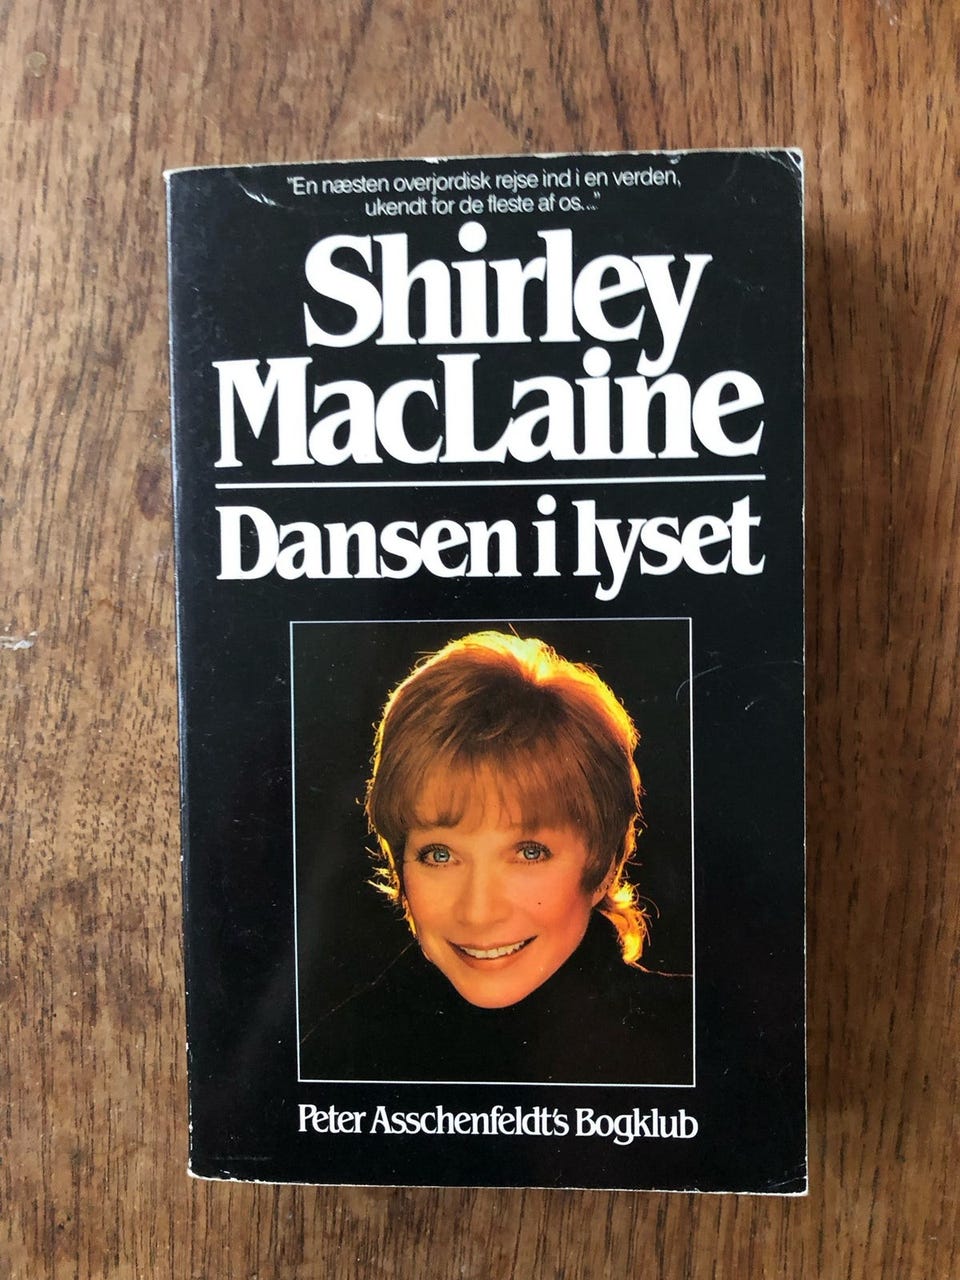 "En næsten overjordisk rejse ind i en verden,
ukendt for de fleste af os..."
Shirley
MacLaine
Dansen i lyset
Peter Asschenfeldt's Bogklub